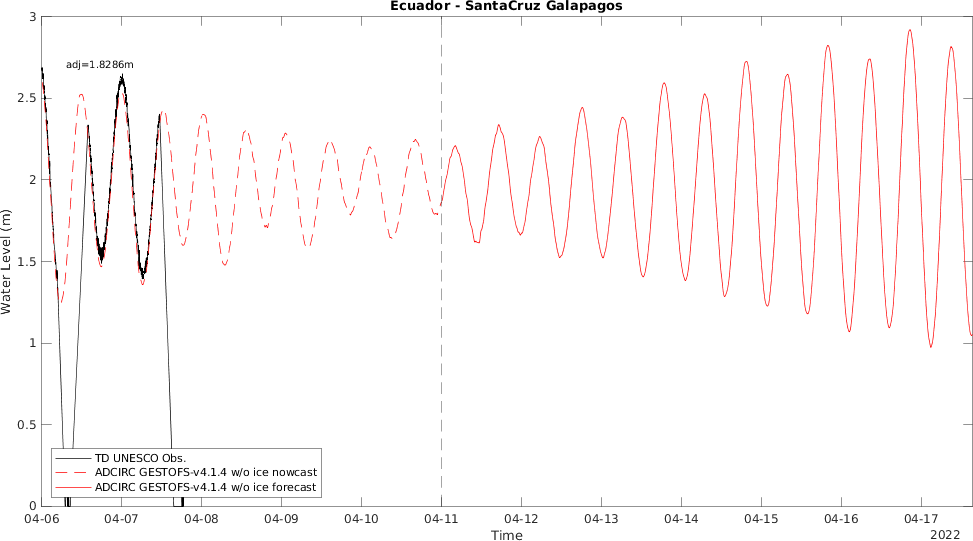 Ecuador - SantaCruz Galapagos
adj=1.8286m
Water Level (m)
3
2.5
2
1.5
1
0.5
0
TD UNESCO Obs.
ADCIRC GESTOFS-v4.1.4 w/o ice nowcast
ADCIRC GESTOFS-v4.1.4 w/o ice forecast
04-06 04-07 04-08 04-09 04-10 04-11 04-12 04-13 04-14 04-15 04-16 04-17
Time
2022